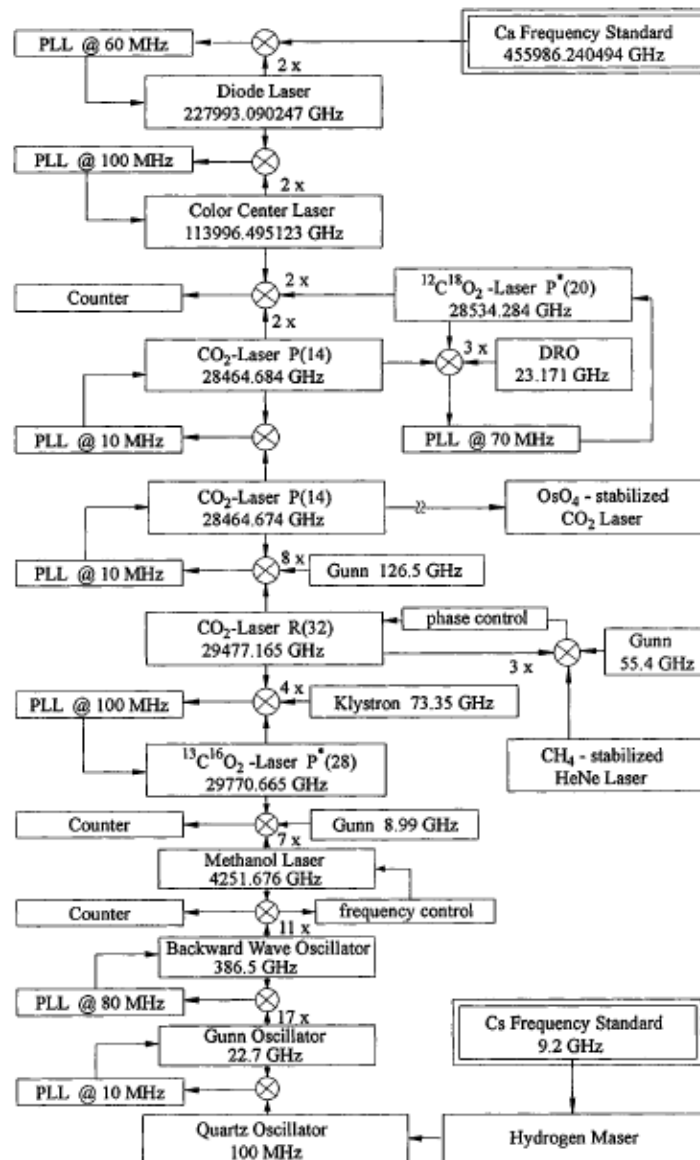 PLL @ 60 MHz
Ca Frequency Standard
455986.240494 GHz
2 x
Diode Laser
227993.090247 GHz
PLL @ 100 MHz
2 x
Color Center Laser
113996.495123 GHz
Counter
2 x
2 x
¹²C¹⁸O₂ -Laser P*(20)
28534.284 GHz
CO₂-Laser P(14)
28464.684 GHz
3 x
DRO
23.171 GHz
PLL @ 10 MHz
PLL @ 70 MHz
CO₂-Laser P(14)
28464.674 GHz
OsO₄ - stabilized
CO₂ Laser
PLL @ 10 MHz
8 x
Gunn 126.5 GHz
CO₂-Laser R(32)
29477.165 GHz
phase control
3 x
Gunn
55.4 GHz
PLL @ 100 MHz
4 x
Klystron 73.35 GHz
¹³C¹⁶O₂ -Laser P*(28)
29770.665 GHz
CH₄ - stabilized
HeNe Laser
Counter
7 x
Gunn 8.99 GHz
Methanol Laser
4251.676 GHz
Counter
11 x
frequency control
Backward Wave Oscillator
386.5 GHz
PLL @ 80 MHz
17 x
Gunn Oscillator
22.7 GHz
Cs Frequency Standard
9.2 GHz
PLL @ 10 MHz
Quartz Oscillator
100 MHz
Hydrogen Maser